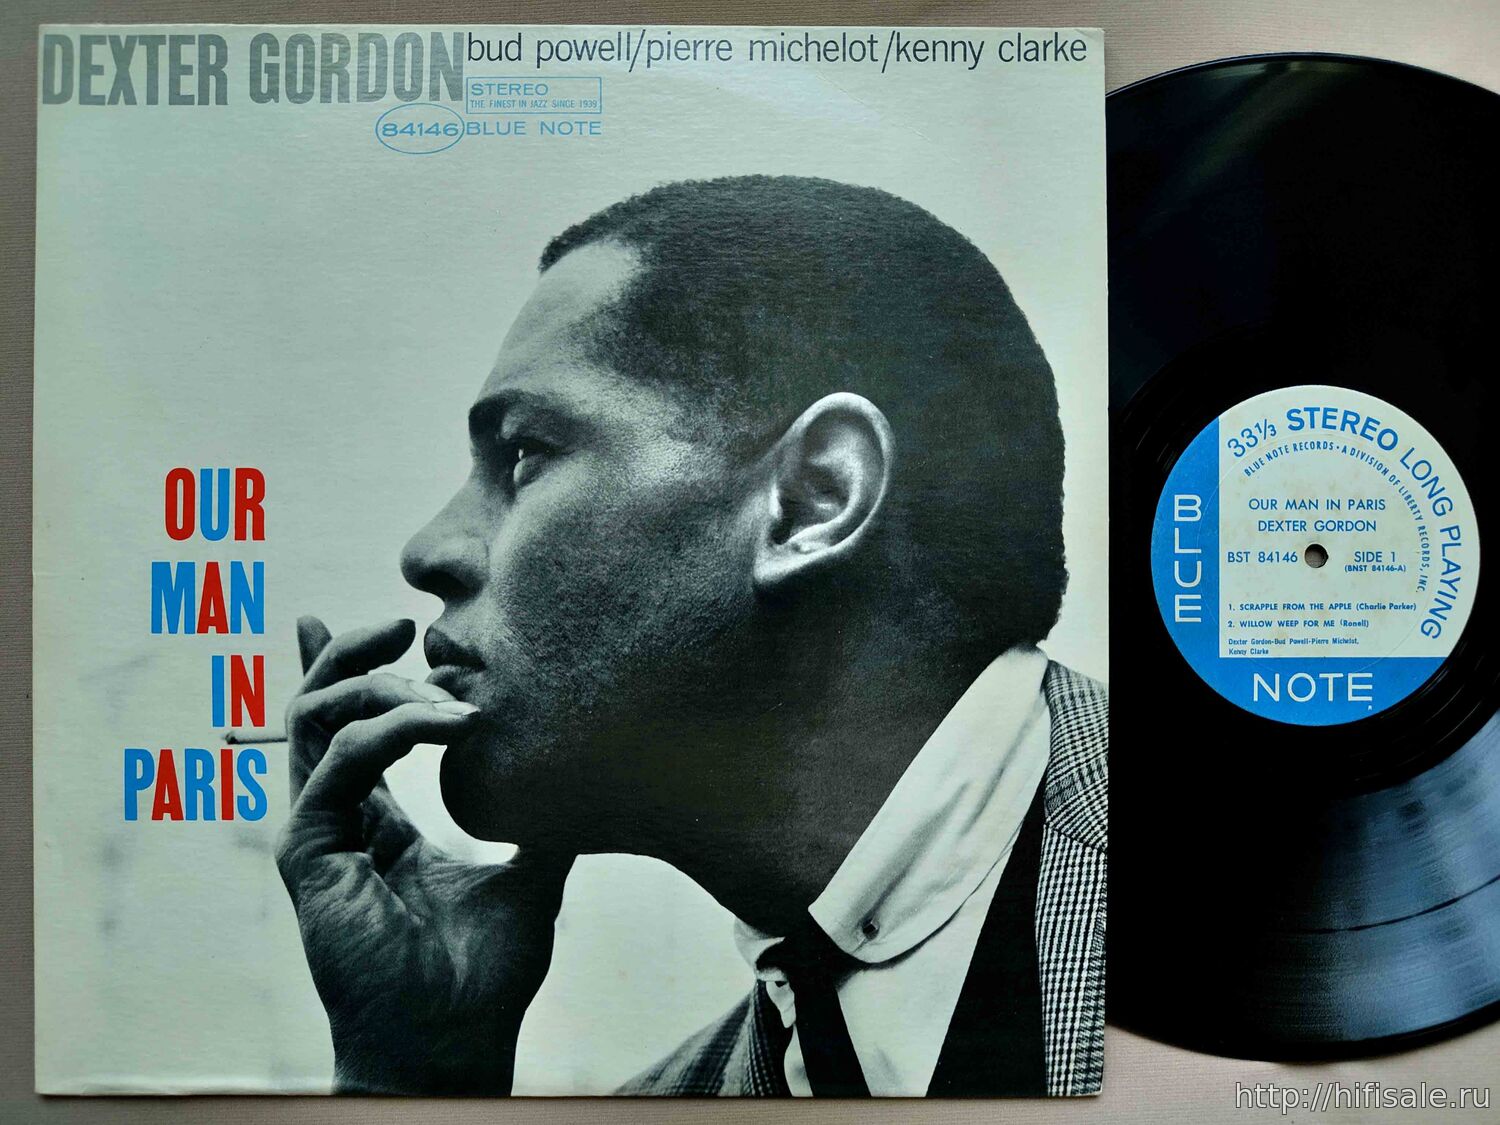 DEXTER GORDON
bud powell/pierre michelot/kenny clarke
STEREO
THE FINEST IN JAZZ SINCE 1939
84146
BLUE NOTE
OUR
MAN
IN
PARIS
33 1/3 STEREO LONG PLAYING
BLUE NOTE RECORDS • A DIVISION OF LIBERTY RECORDS, INC.
OUR MAN IN PARIS
DEXTER GORDON
BST 84146
SIDE 1
(BNST 84146-A)
1. SCRAPPLE FROM THE APPLE (Charlie Parker)
2. WILLOW WEEP FOR ME (Ronell)
Dexter Gordon-Bud Powell-Pierre Michelot,
Kenny Clarke
BLUE
NOTE
http://hifisale.ru